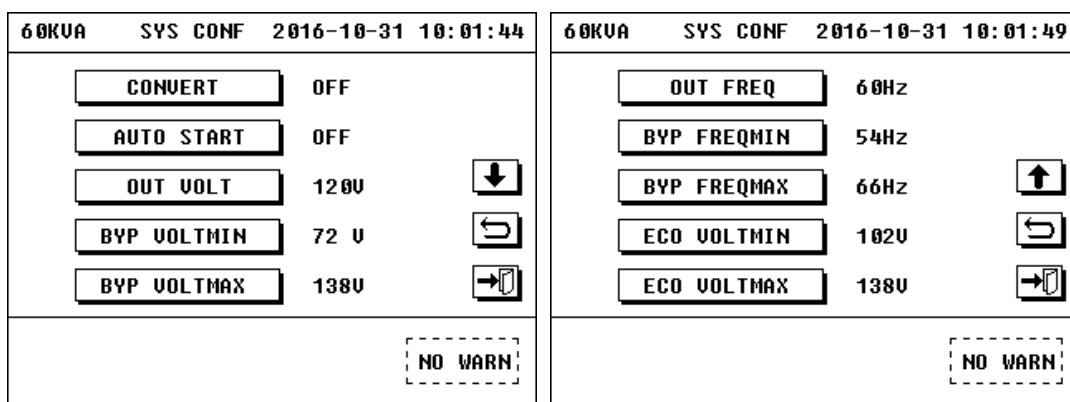 60KVA SYS CONF 2016-10-31 10:01:44
CONVERT OFF
AUTO START OFF
OUT VOLT 120V
BYP VOLTMIN 72 V
BYP VOLTMAX 138V
NO WARN
60KVA SYS CONF 2016-10-31 10:01:49
OUT FREQ 60Hz
BYP FREQMIN 54Hz
BYP FREQMAX 66Hz
ECO VOLTMIN 102V
ECO VOLTMAX 138V
NO WARN